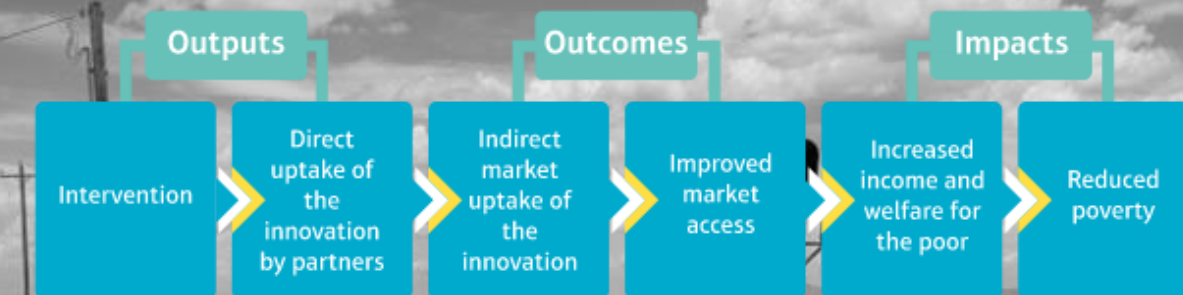 Outputs
Outcomes
Impacts
Intervention
Direct
uptake of
the
innovation
by partners
Indirect
market
uptake of
the
innovation
Improved
market
access
Increased
income and
welfare for
the poor
Reduced
poverty